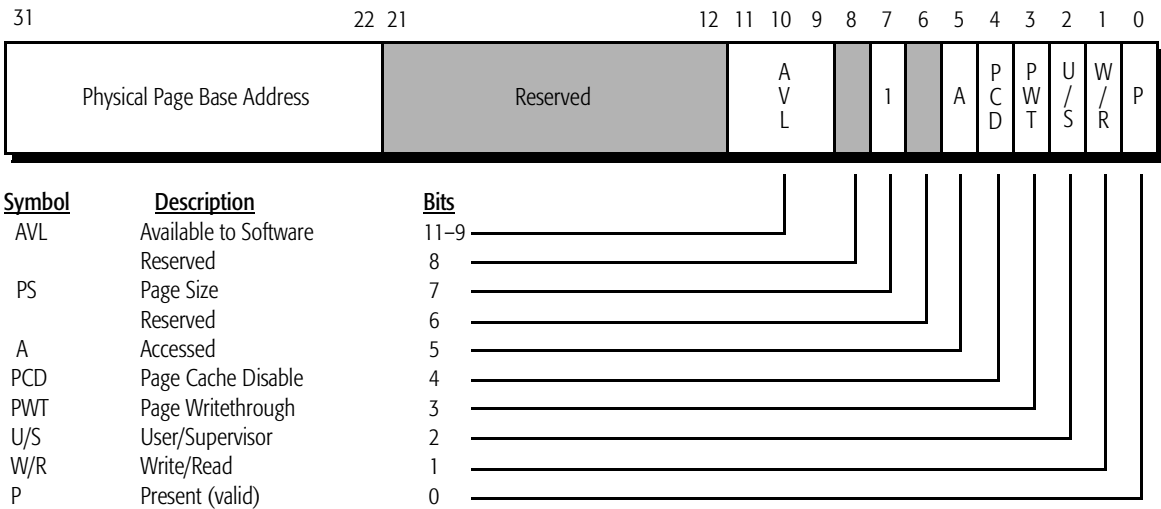 31 22 21 12 11 10 9 8 7 6 5 4 3 2 1 0
Physical Page Base Address Reserved AVL 1 A PCD PWT U/S W/R P
Symbol Description Bits
AVL Available to Software 11–9
Reserved 8
PS Page Size 7
Reserved 6
A Accessed 5
PCD Page Cache Disable 4
PWT Page Writethrough 3
U/S User/Supervisor 2
W/R Write/Read 1
P Present (valid) 0